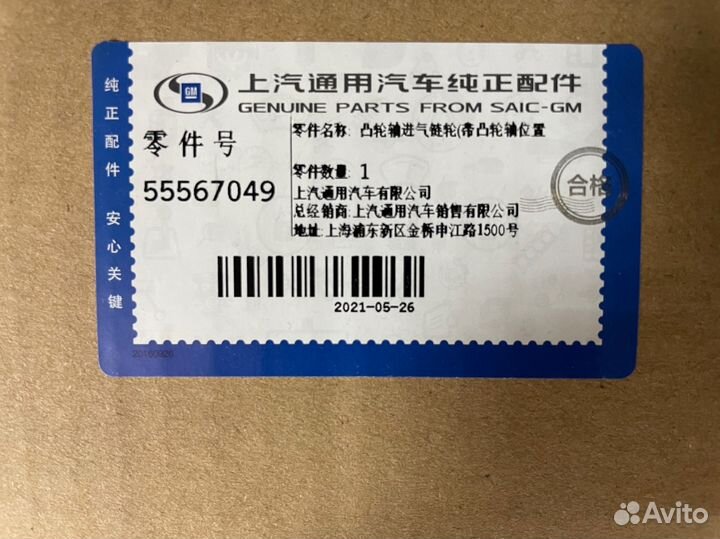 纯正配件 安心关键
GM
上汽通用汽车纯正配件
GENUINE PARTS FROM SAIC-GM
零件号
55567049
零件名称: 凸轮轴进气链轮(带凸轮轴位置
零件数量: 1
上汽通用汽车有限公司
总经销商:上汽通用汽车销售有限公司
地址:上海浦东新区金桥申江路1500号
合格
2021-05-26
20160926
Avito